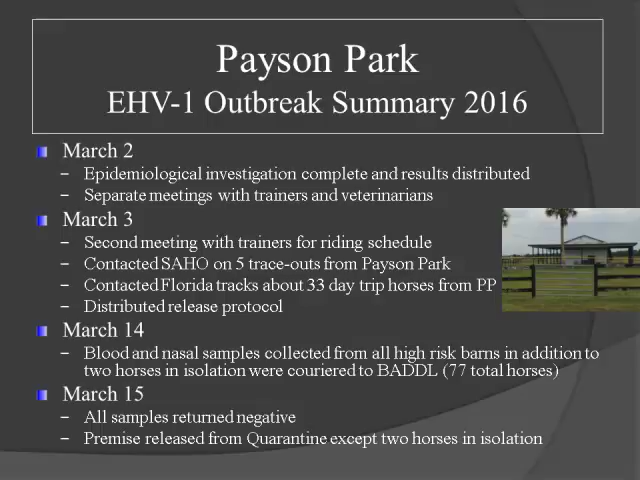 Payson Park
EHV-1 Outbreak Summary 2016
March 2
– Epidemiological investigation complete and results distributed
– Separate meetings with trainers and veterinarians
March 3
– Second meeting with trainers for riding schedule
– Contacted SAHO on 5 trace-outs from Payson Park
– Contacted Florida tracks about 33 day trip horses from PP
– Distributed release protocol
March 14
– Blood and nasal samples collected from all high risk barns in addition to
two horses in isolation were couriered to BADDL (77 total horses)
March 15
– All samples returned negative
– Premise released from Quarantine except two horses in isolation